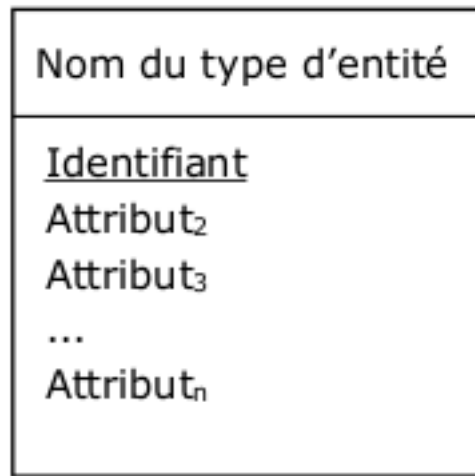 Nom du type d’entité
Identifiant
Attribut₂
Attribut₃
...
Attributₙ